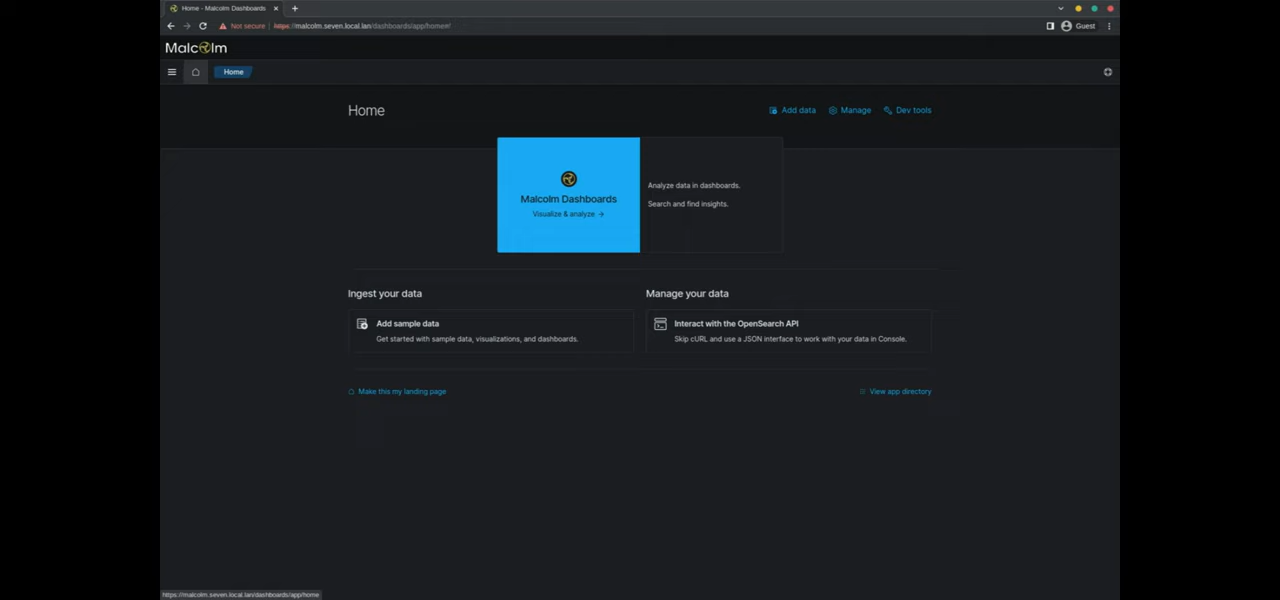 Home - Malcolm Dashboards
Not secure | https://malcolm.seven.local.lan/dashboards/app/home#/
Guest
Malcolm
Home
Home
Add data
Manage
Dev tools
Malcolm Dashboards
Visualize & analyze →
Analyze data in dashboards.
Search and find insights.
Ingest your data
Manage your data
Add sample data
Get started with sample data, visualizations, and dashboards.
Interact with the OpenSearch API
Skip cURL and use a JSON interface to work with your data in Console.
Make this my landing page
View app directory
https://malcolm.seven.local.lan/dashboards/app/home